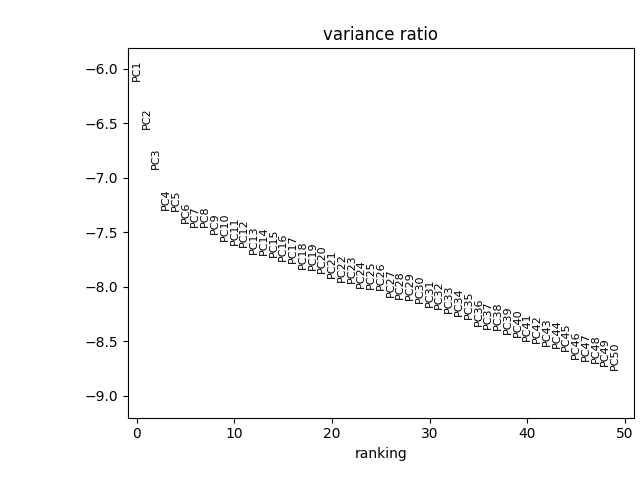 variance ratio
−6.0
−6.5
−7.0
−7.5
−8.0
−8.5
−9.0
PC1
PC2
PC3
PC4
PC5
PC6
PC7
PC8
PC9
PC10
PC11
PC12
PC13
PC14
PC15
PC16
PC17
PC18
PC19
PC20
PC21
PC22
PC23
PC24
PC25
PC26
PC27
PC28
PC29
PC30
PC31
PC32
PC33
PC34
PC35
PC36
PC37
PC38
PC39
PC40
PC41
PC42
PC43
PC44
PC45
PC46
PC47
PC48
PC49
PC50
0 10 20 30 40 50
ranking